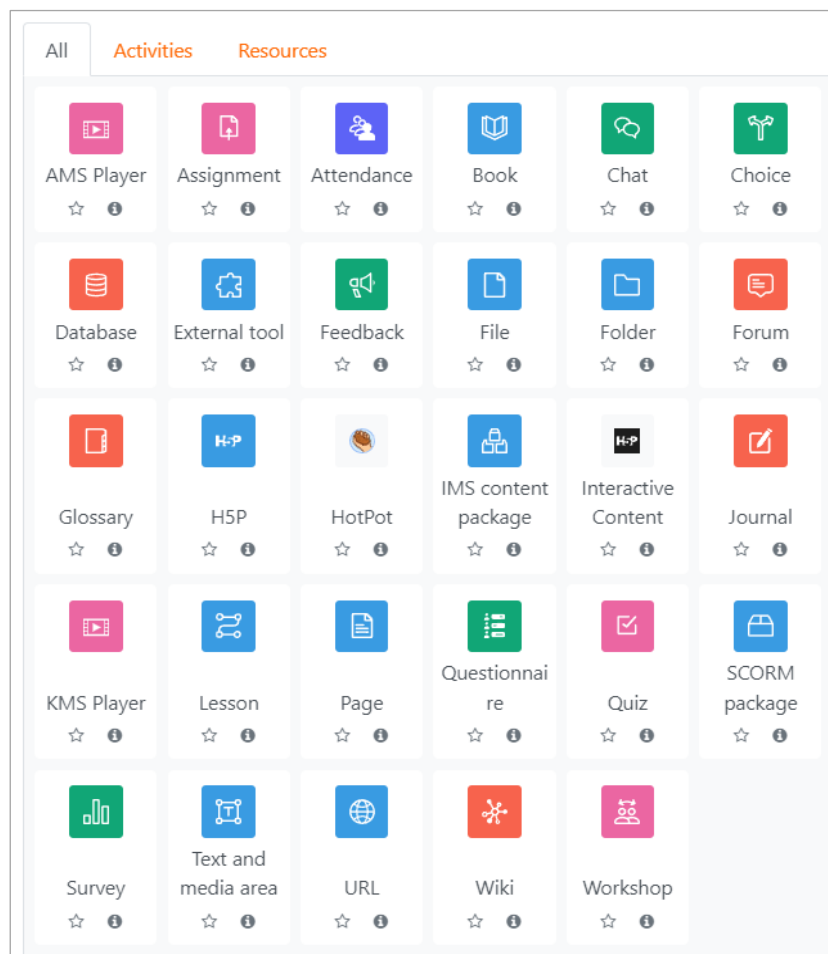 All Activities Resources
AMS Player Assignment Attendance Book Chat Choice
Database External tool Feedback File Folder Forum
H5P H5P
IMS content Interactive
Glossary H5P HotPot package Content Journal
Questionnai SCORM
KMS Player Lesson Page re Quiz package
Text and
Survey media area URL Wiki Workshop